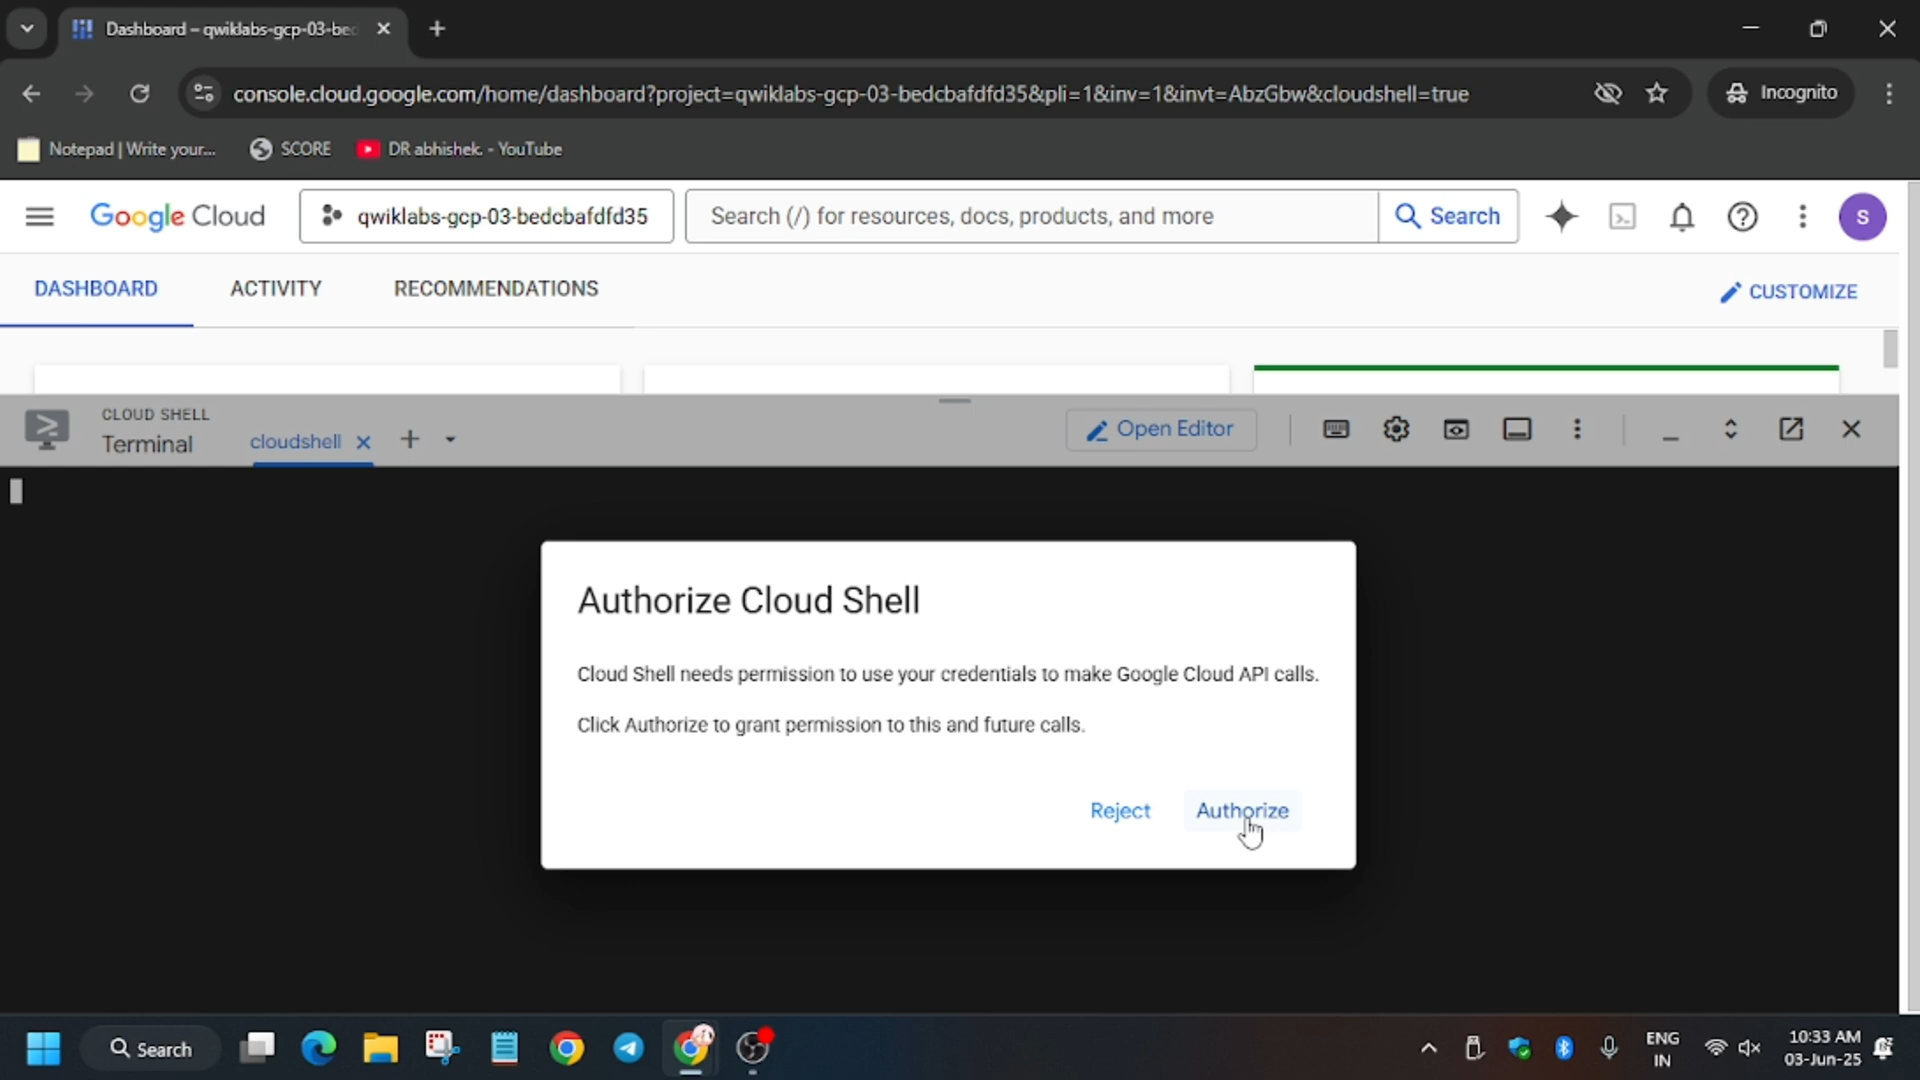 Dashboard – qwiklabs-gcp-03-bed
console.cloud.google.com/home/dashboard?project=qwiklabs-gcp-03-bedcbafdfd35&pli=1&inv=1&invt=AbzGbw&cloudshell=true
Incognito
Notepad | Write your...
SCORE
DR abhishek. - YouTube
Google Cloud
qwiklabs-gcp-03-bedcbafdfd35
Search (/) for resources, docs, products, and more
Search
S
DASHBOARD
ACTIVITY
RECOMMENDATIONS
CUSTOMIZE
CLOUD SHELL
Terminal
cloudshell
Open Editor
Authorize Cloud Shell
Cloud Shell needs permission to use your credentials to make Google Cloud API calls.
Click Authorize to grant permission to this and future calls.
Reject
Authorize
Search
ENG
IN
10:33 AM
03-Jun-25